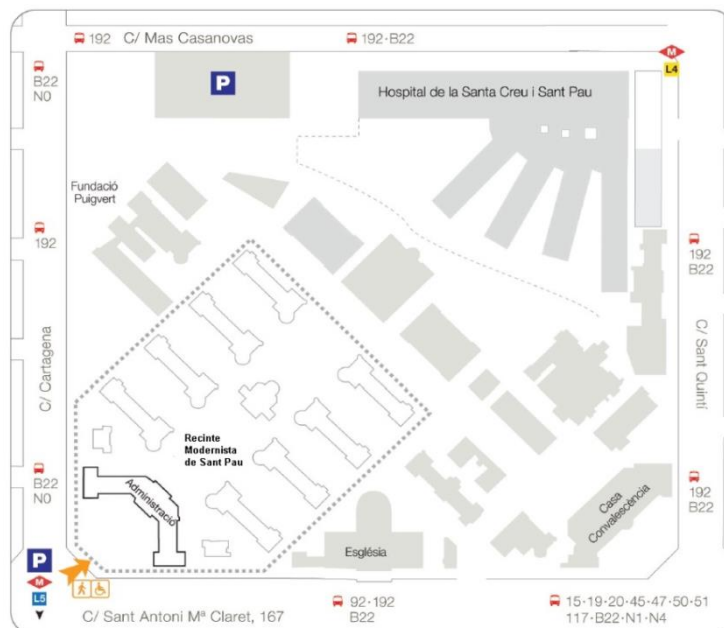 192 C/ Mas Casanovas
192·B22
B22
N0
P
M
L4
Hospital de la Santa Creu i Sant Pau
Fundació
Puigvert
192
192
B22
C/ Cartagena
C/ Sant Quintí
Recinte
Modernista
de Sant Pau
B22
N0
Administració
192
B22
Casa
Convalescència
Església
P
M
L5
C/ Sant Antoni Mª Claret, 167
92·192
B22
15·19·20·45·47·50·51
117·B22·N1·N4